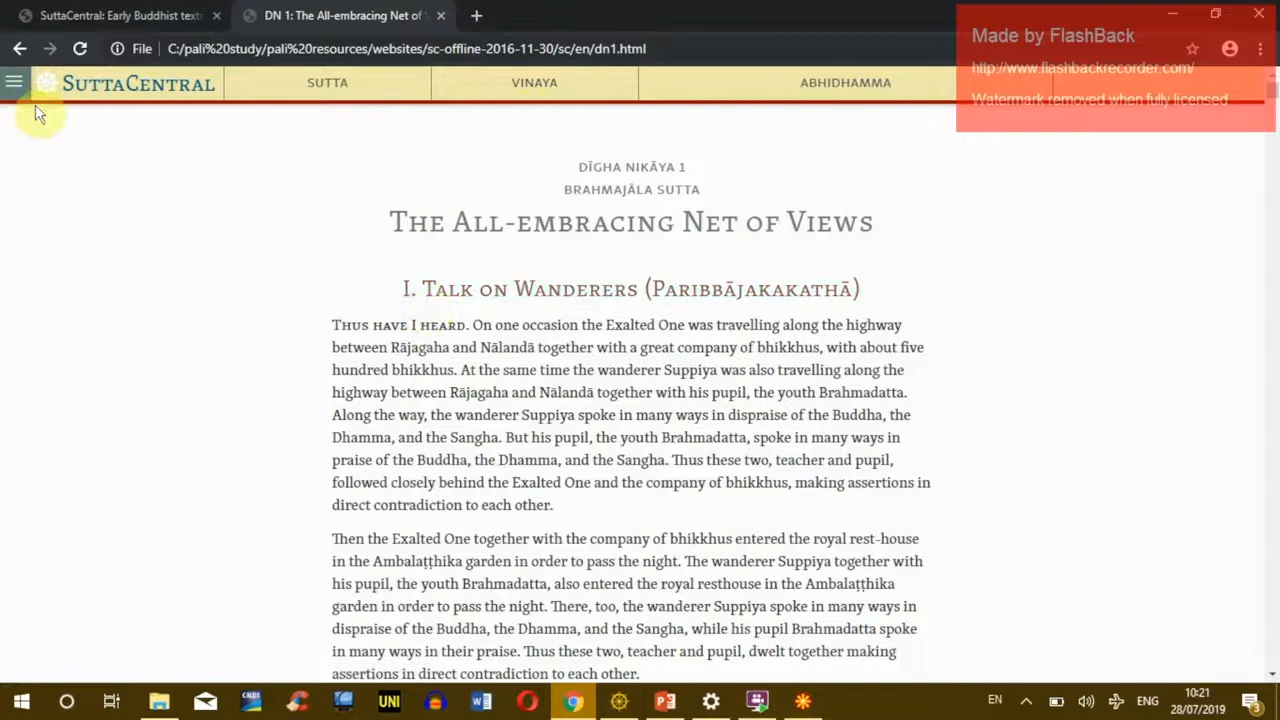 SuttaCentral: Early Buddhist texts
DN 1: The All-embracing Net of V
Made by FlashBack
File
C:/pali%20study/pali%20resources/websites/sc-offline-2016-11-30/sc/en/dn1.html
http://www.flashbackrecorder.com/
SUTTACENTRAL
SUTTA
VINAYA
ABHIDHAMMA
Watermark removed when fully licensed
DĪGHA NIKĀYA 1
BRAHMAJĀLA SUTTA
THE ALL-EMBRACING NET OF VIEWS
I. TALK ON WANDERERS (PARIBBĀJAKAKATHĀ)
THUS HAVE I HEARD. On one occasion the Exalted One was travelling along the highway
between Rājagaha and Nālandā together with a great company of bhikkhus, with about five
hundred bhikkhus. At the same time the wanderer Suppiya was also travelling along the
highway between Rājagaha and Nālandā together with his pupil, the youth Brahmadatta.
Along the way, the wanderer Suppiya spoke in many ways in dispraise of the Buddha, the
Dhamma, and the Sangha. But his pupil, the youth Brahmadatta, spoke in many ways in
praise of the Buddha, the Dhamma, and the Sangha. Thus these two, teacher and pupil,
followed closely behind the Exalted One and the company of bhikkhus, making assertions in
direct contradiction to each other.
Then the Exalted One together with the company of bhikkhus entered the royal rest-house
in the Ambalaṭṭhika garden in order to pass the night. The wanderer Suppiya together with
his pupil, the youth Brahmadatta, also entered the royal resthouse in the Ambalaṭṭhika
garden in order to pass the night. There, too, the wanderer Suppiya spoke in many ways in
dispraise of the Buddha, the Dhamma, and the Sangha, while his pupil Brahmadatta spoke
in many ways in their praise. Thus these two, teacher and pupil, dwelt together making
assertions in direct contradiction to each other.
UNI
EN
ENG
10:21
28/07/2019
3